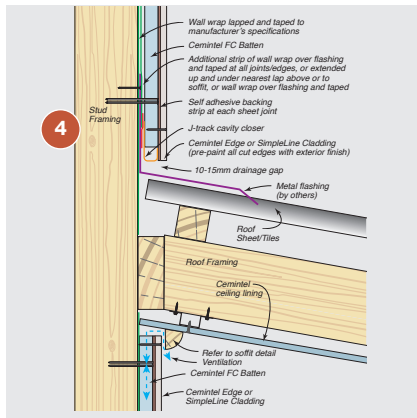 Wall wrap lapped and taped to
manufacturer's specifications
Cemintel FC Batten
Additional strip of wall wrap over flashing
and taped at all joints/edges, or extended
up and under nearest lap above or to
soffit, or wall wrap over flashing and taped
Stud
Framing
Self adhesive backing
strip at each sheet joint
4
J-track cavity closer
Cemintel Edge or SimpleLine Cladding
(pre-paint all cut edges with exterior finish)
10-15mm drainage gap
Metal flashing
(by others)
Roof
Sheet/Tiles
Roof Framing
Cemintel
ceiling lining
Refer to soffit detail
Ventilation
Cemintel FC Batten
Cemintel Edge or
SimpleLine Cladding